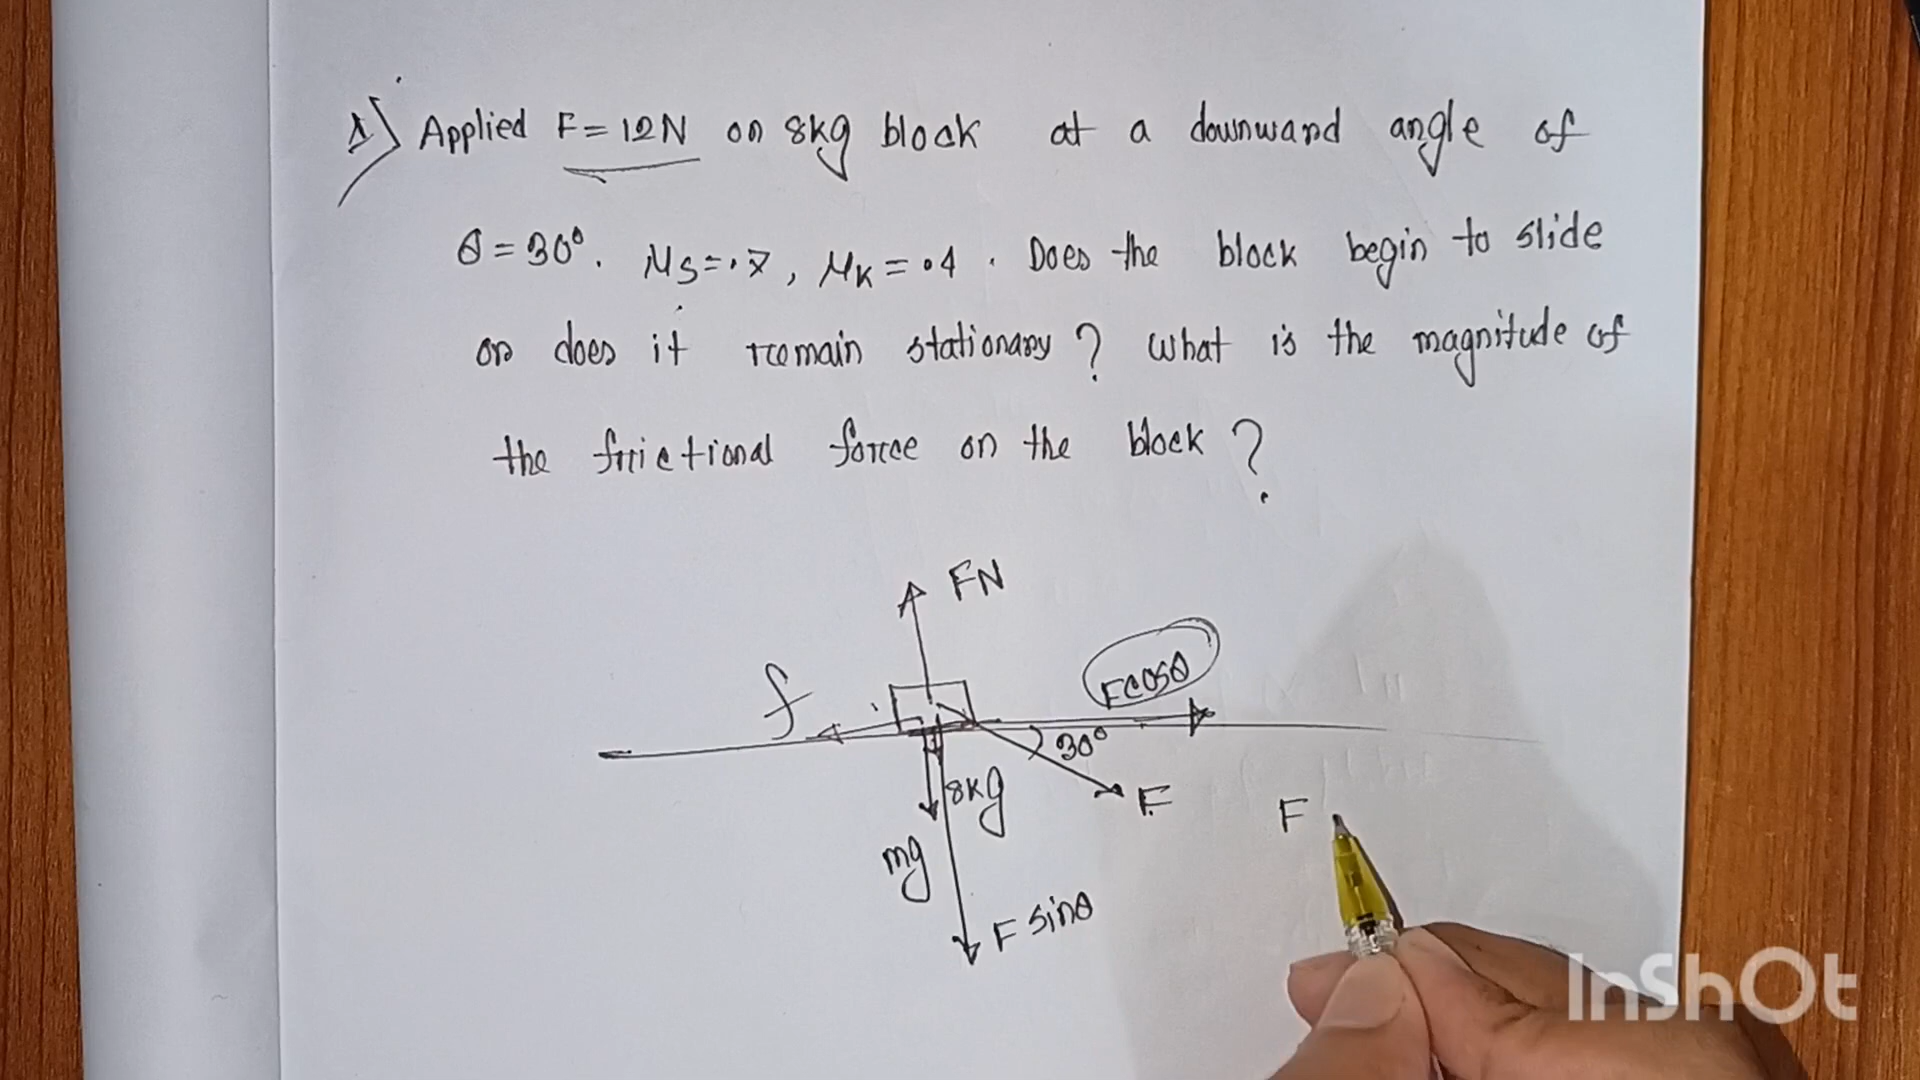 1) Applied F=12N on 8kg block at a downward angle of
θ=30°. μs=.7, μk=.4. Does the block begin to slide
or does it remain stationary? What is the magnitude of
the frictional force on the block?
FN
f
Fcosθ
30°
8kg
F
F
mg
F sinθ
InShOt